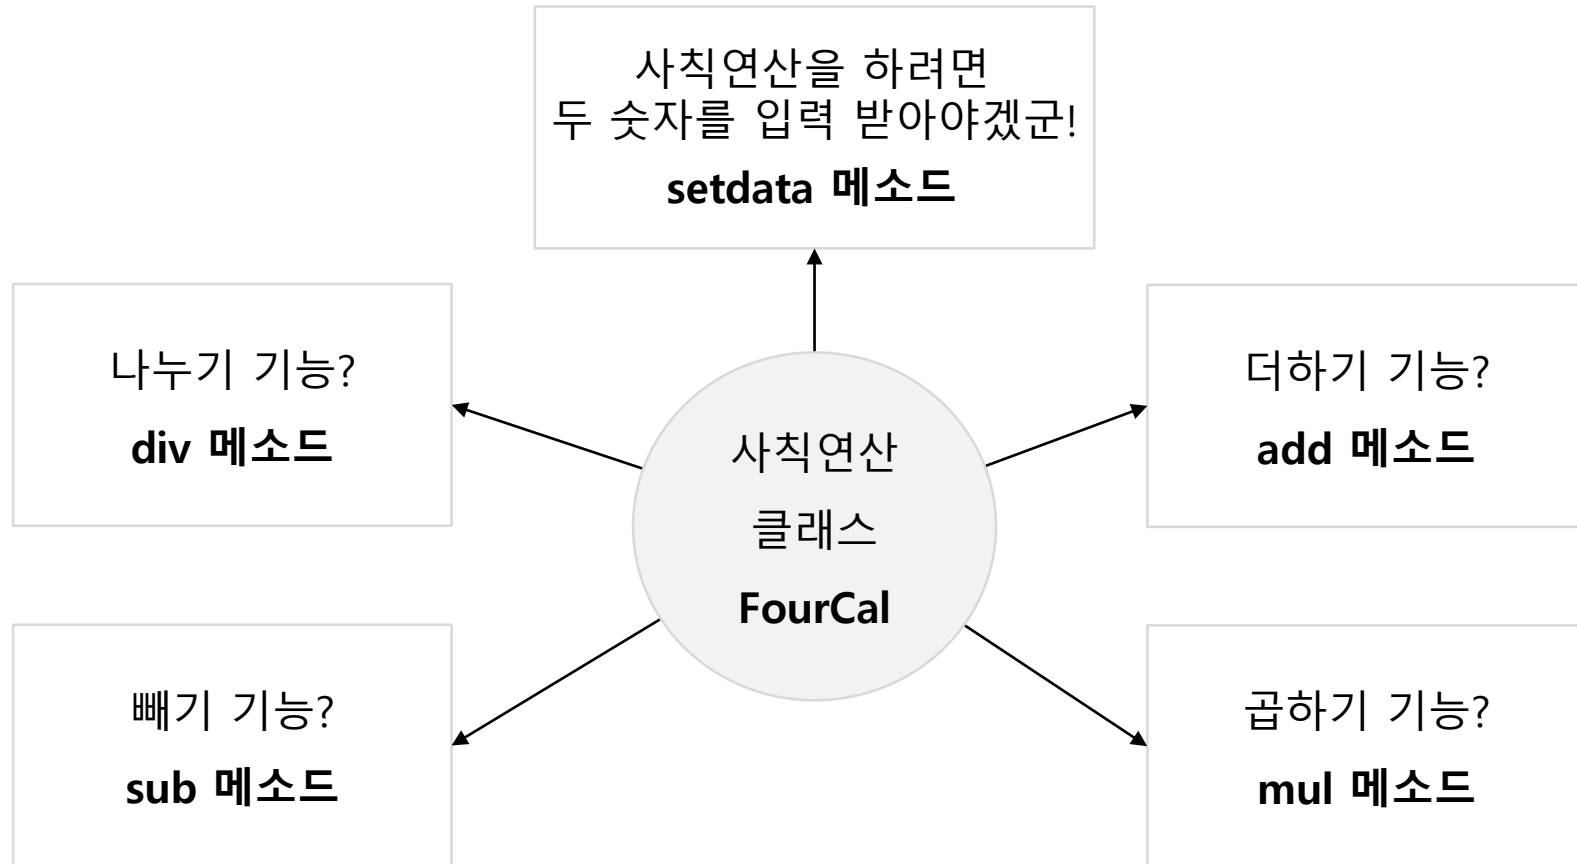 사칙연산을 하려면
두 숫자를 입력 받아야겠군!
setdata 메소드
나누기 기능?
div 메소드
더하기 기능?
add 메소드
사칙연산
클래스
FourCal
빼기 기능?
sub 메소드
곱하기 기능?
mul 메소드